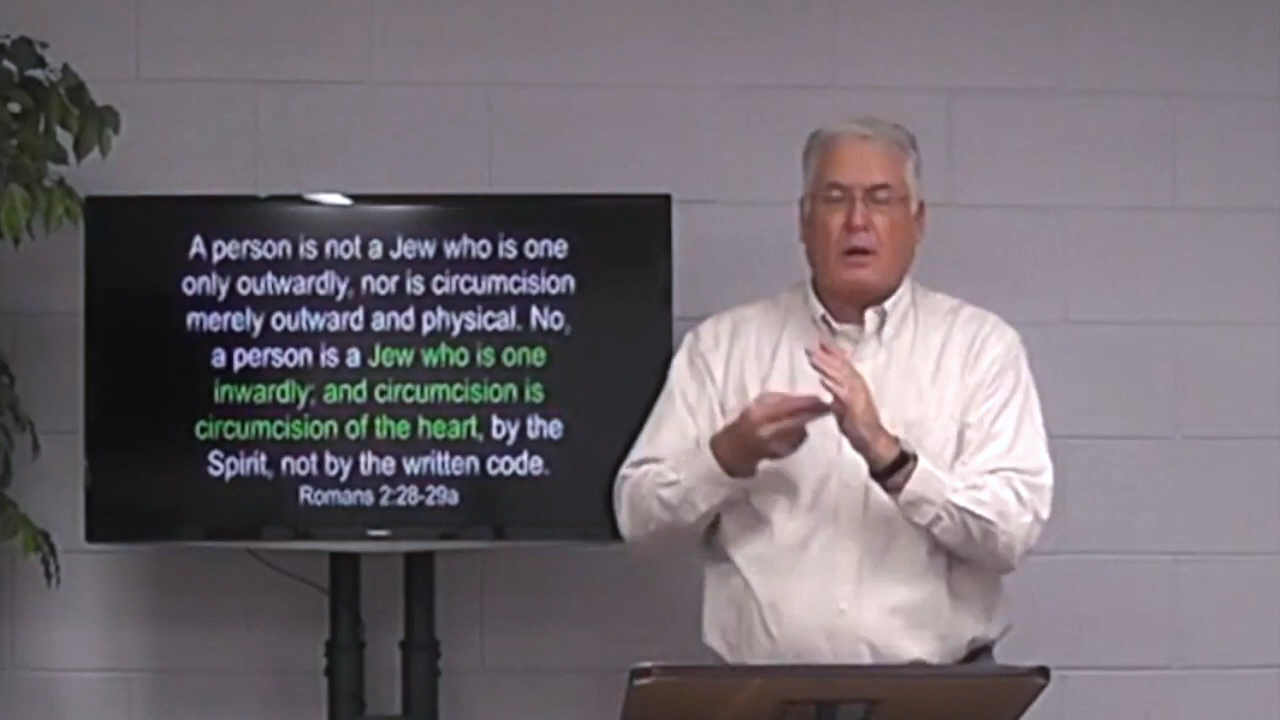 A person is not a Jew who is one
only outwardly, nor is circumcision
merely outward and physical. No,
a person is a Jew who is one
inwardly; and circumcision is
circumcision of the heart, by the
Spirit, not by the written code.
Romans 2:28-29a